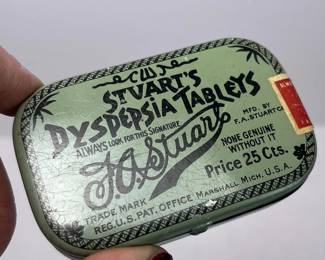 STUART'S
DYSPEPSIA TABLETS
ALWAYS LOOK FOR THIS SIGNATURE
MFD. BY
F.A. STUART CO
F.A. Stuart
NONE GENUINE
WITHOUT IT
Price 25 Cts.
TRADE MARK
REG. U.S. PAT. OFFICE MARSHALL MICH. U.S.A.